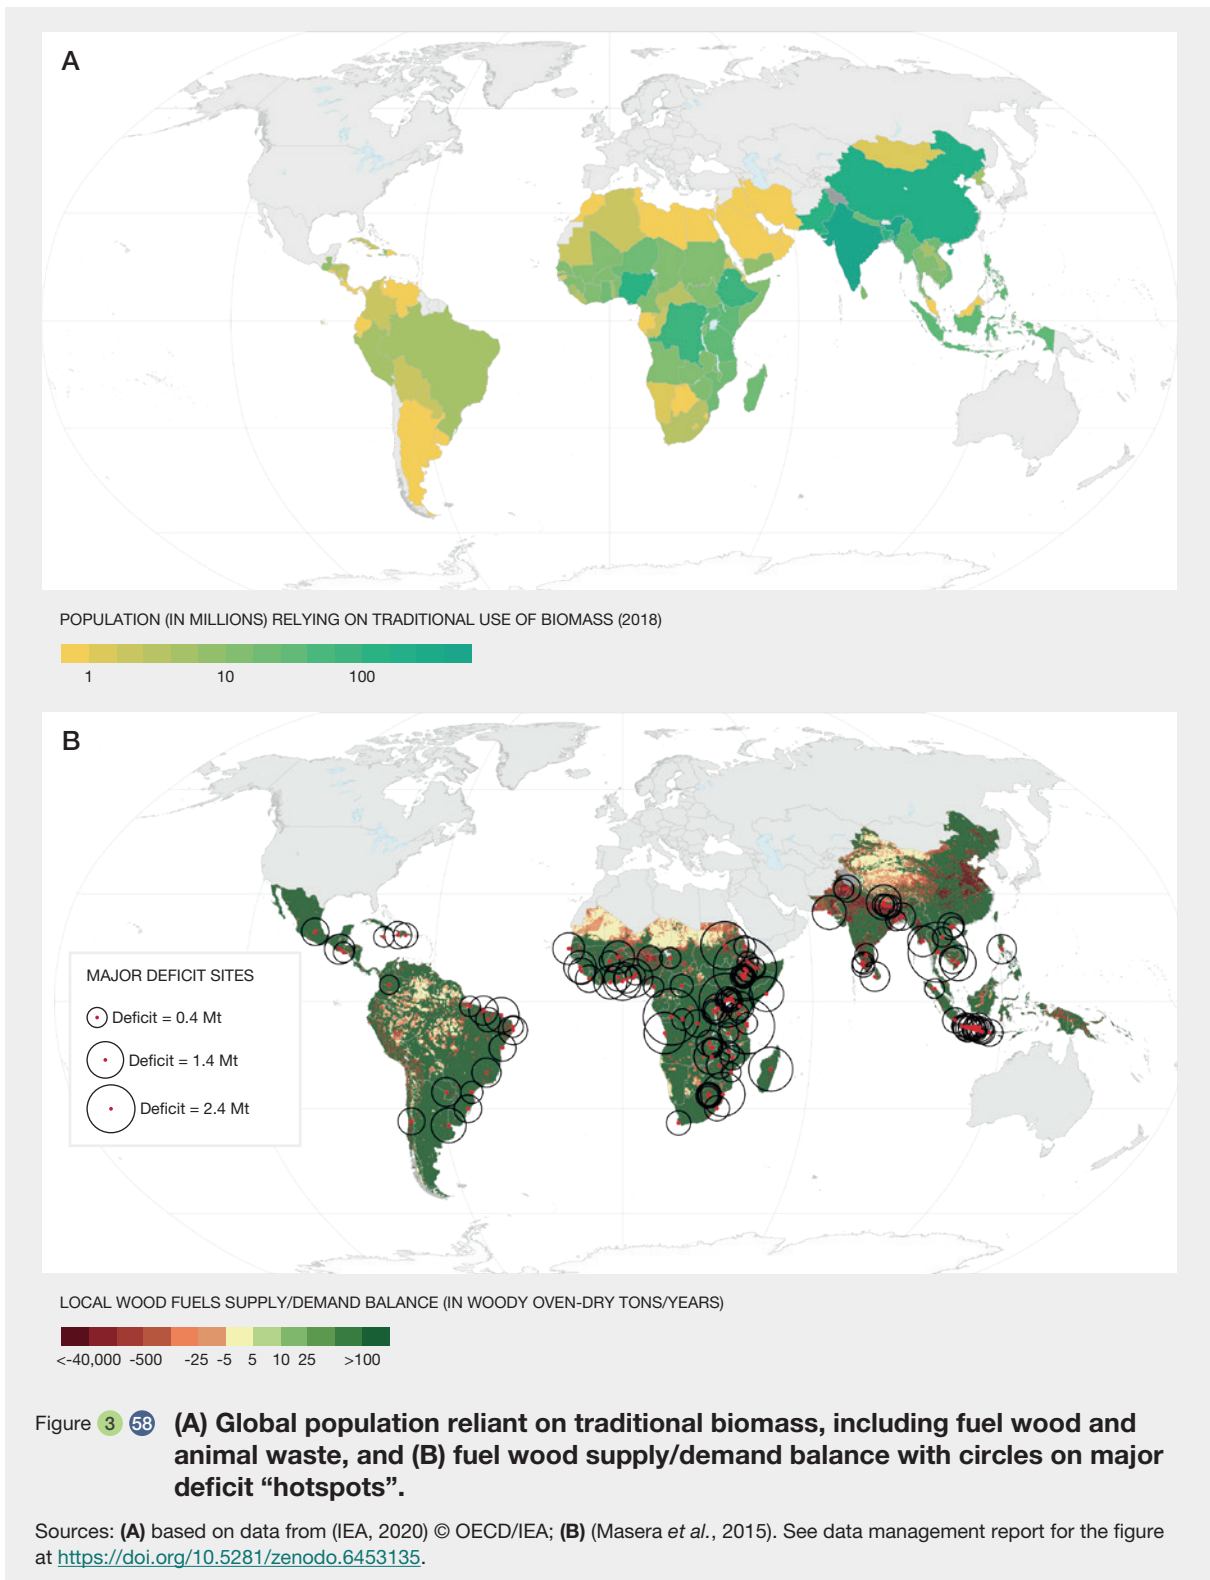 A
POPULATION (IN MILLIONS) RELYING ON TRADITIONAL USE OF BIOMASS (2018)
1 10 100
B
MAJOR DEFICIT SITES
Deficit = 0.4 Mt
Deficit = 1.4 Mt
Deficit = 2.4 Mt
LOCAL WOOD FUELS SUPPLY/DEMAND BALANCE (IN WOODY OVEN-DRY TONS/YEARS)
<-40,000 -500 -25 -5 5 10 25 >100
Figure 3 58 (A) Global population reliant on traditional biomass, including fuel wood and
animal waste, and (B) fuel wood supply/demand balance with circles on major
deficit “hotspots”.
Sources: (A) based on data from (IEA, 2020) © OECD/IEA; (B) (Masera et al., 2015). See data management report for the figure
at https://doi.org/10.5281/zenodo.6453135.